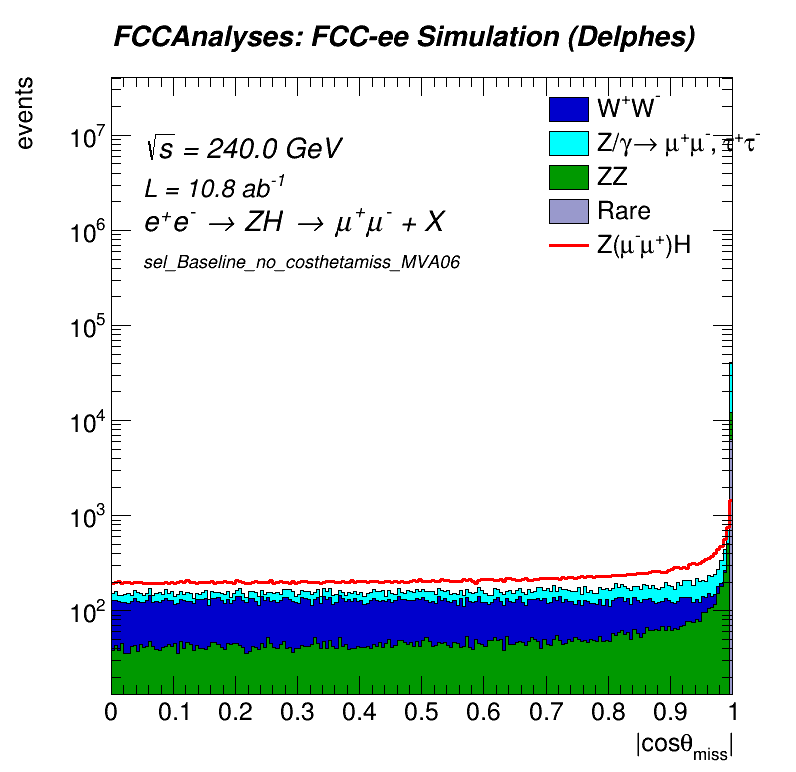 FCCAnalyses: FCC-ee Simulation (Delphes)
events
√s = 240.0 GeV
L = 10.8 ab⁻¹
e⁺e⁻ → ZH → μ⁺μ⁻ + X
sel_Baseline_no_costhetamiss_MVA06
W⁺W⁻
Z/γ→ μ⁺μ⁻, τ⁺τ⁻
ZZ
Rare
Z(μ⁻μ⁺)H
10⁷
10⁶
10⁵
10⁴
10³
10²
0 0.1 0.2 0.3 0.4 0.5 0.6 0.7 0.8 0.9 1
|cosθ_miss|